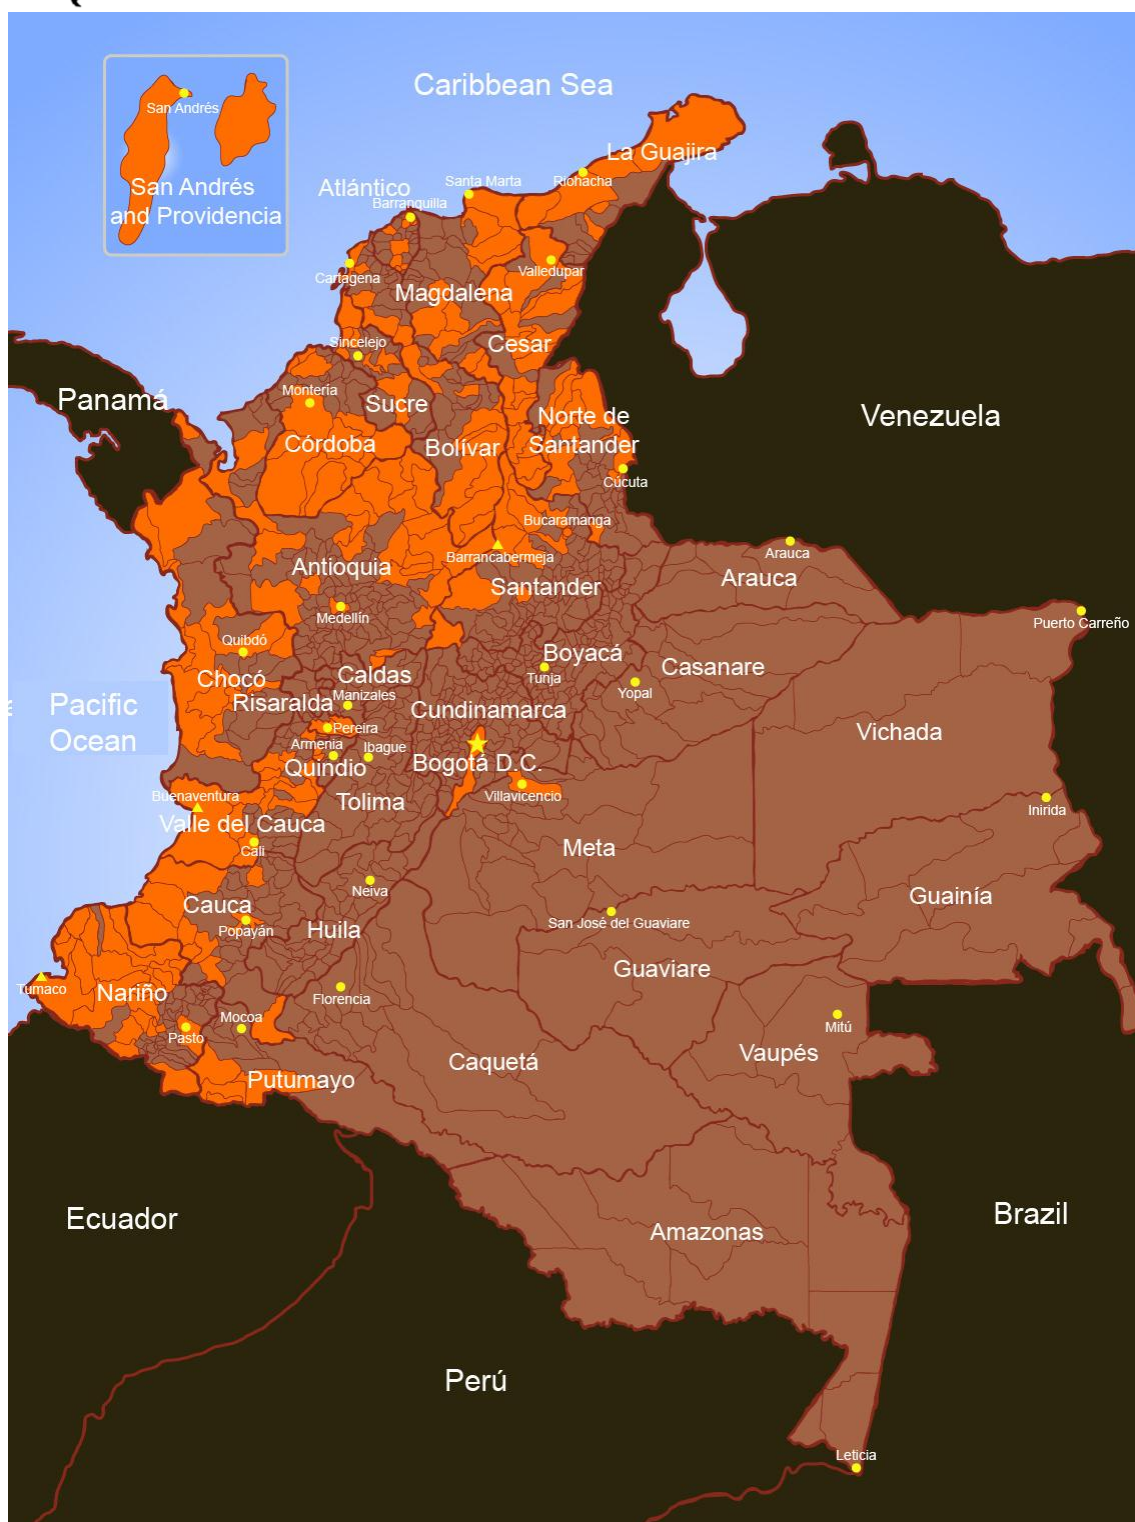 Caribbean Sea
San Andrés
La Guajira
Riohacha
Santa Marta
San Andrés
and Providencia
Atlántico
Barranquilla
Cartagena
Valledupar
Magdalena
Sincelejo
Cesar
Panamá
Montería
Sucre
Norte de
Santander
Venezuela
Córdoba
Bolívar
Cúcuta
Bucaramanga
Barrancabermeja
Arauca
Antioquia
Santander
Arauca
Medellín
Puerto Carreño
Quibdó
Boyacá
Casanare
Chocó
Caldas
Tunja
Yopal
Risaralda
Manizales
Pacific
Ocean
Cundinamarca
Pereira
Vichada
Armenia
Ibague
Quindio
Bogotá D.C.
Buenaventura
Tolima
Villavicencio
Inirida
Valle del Cauca
Cali
Meta
Neiva
Guainía
Cauca
Popayán
Huila
San José del Guaviare
Guaviare
Tumaco
Nariño
Florencia
Mocoa
Pasto
Mitú
Vaupés
Caquetá
Putumayo
Ecuador
Brazil
Amazonas
Perú
Leticia